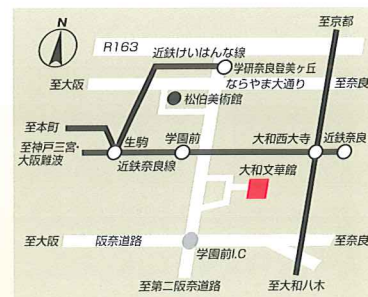 N
至京都
R163
近鉄けいはんな線
学研奈良登美ヶ丘
至大阪
ならやま大通り
至奈良
松伯美術館
至本町
生駒
学園前
大和西大寺
近鉄奈良
至神戸三宮・
大阪難波
近鉄奈良線
大和文華館
至大阪
阪奈道路
至奈良
学園前I.C
至第二阪奈道路
至大和八木